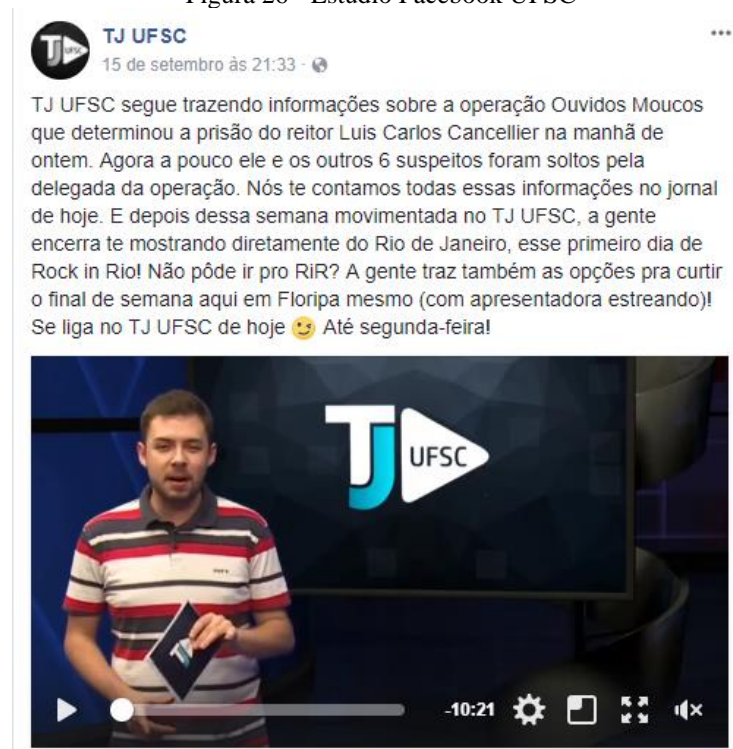 Figura 28 - Estúdio Facebook UFSC
TJ UFSC
15 de setembro às 21:33
TJ UFSC segue trazendo informações sobre a operação Ouvidos Moucos
que determinou a prisão do reitor Luis Carlos Cancellier na manhã de
ontem. Agora a pouco ele e os outros 6 suspeitos foram soltos pela
delegada da operação. Nós te contamos todas essas informações no jornal
de hoje. E depois dessa semana movimentada no TJ UFSC, a gente
encerra te mostrando diretamente do Rio de Janeiro, esse primeiro dia de
Rock in Rio! Não pôde ir pro RiR? A gente traz também as opções pra curtir
o final de semana aqui em Floripa mesmo (com apresentadora estreando)!
Se liga no TJ UFSC de hoje 😉 Até segunda-feira!
TJ UFSC
TJ
-10:21